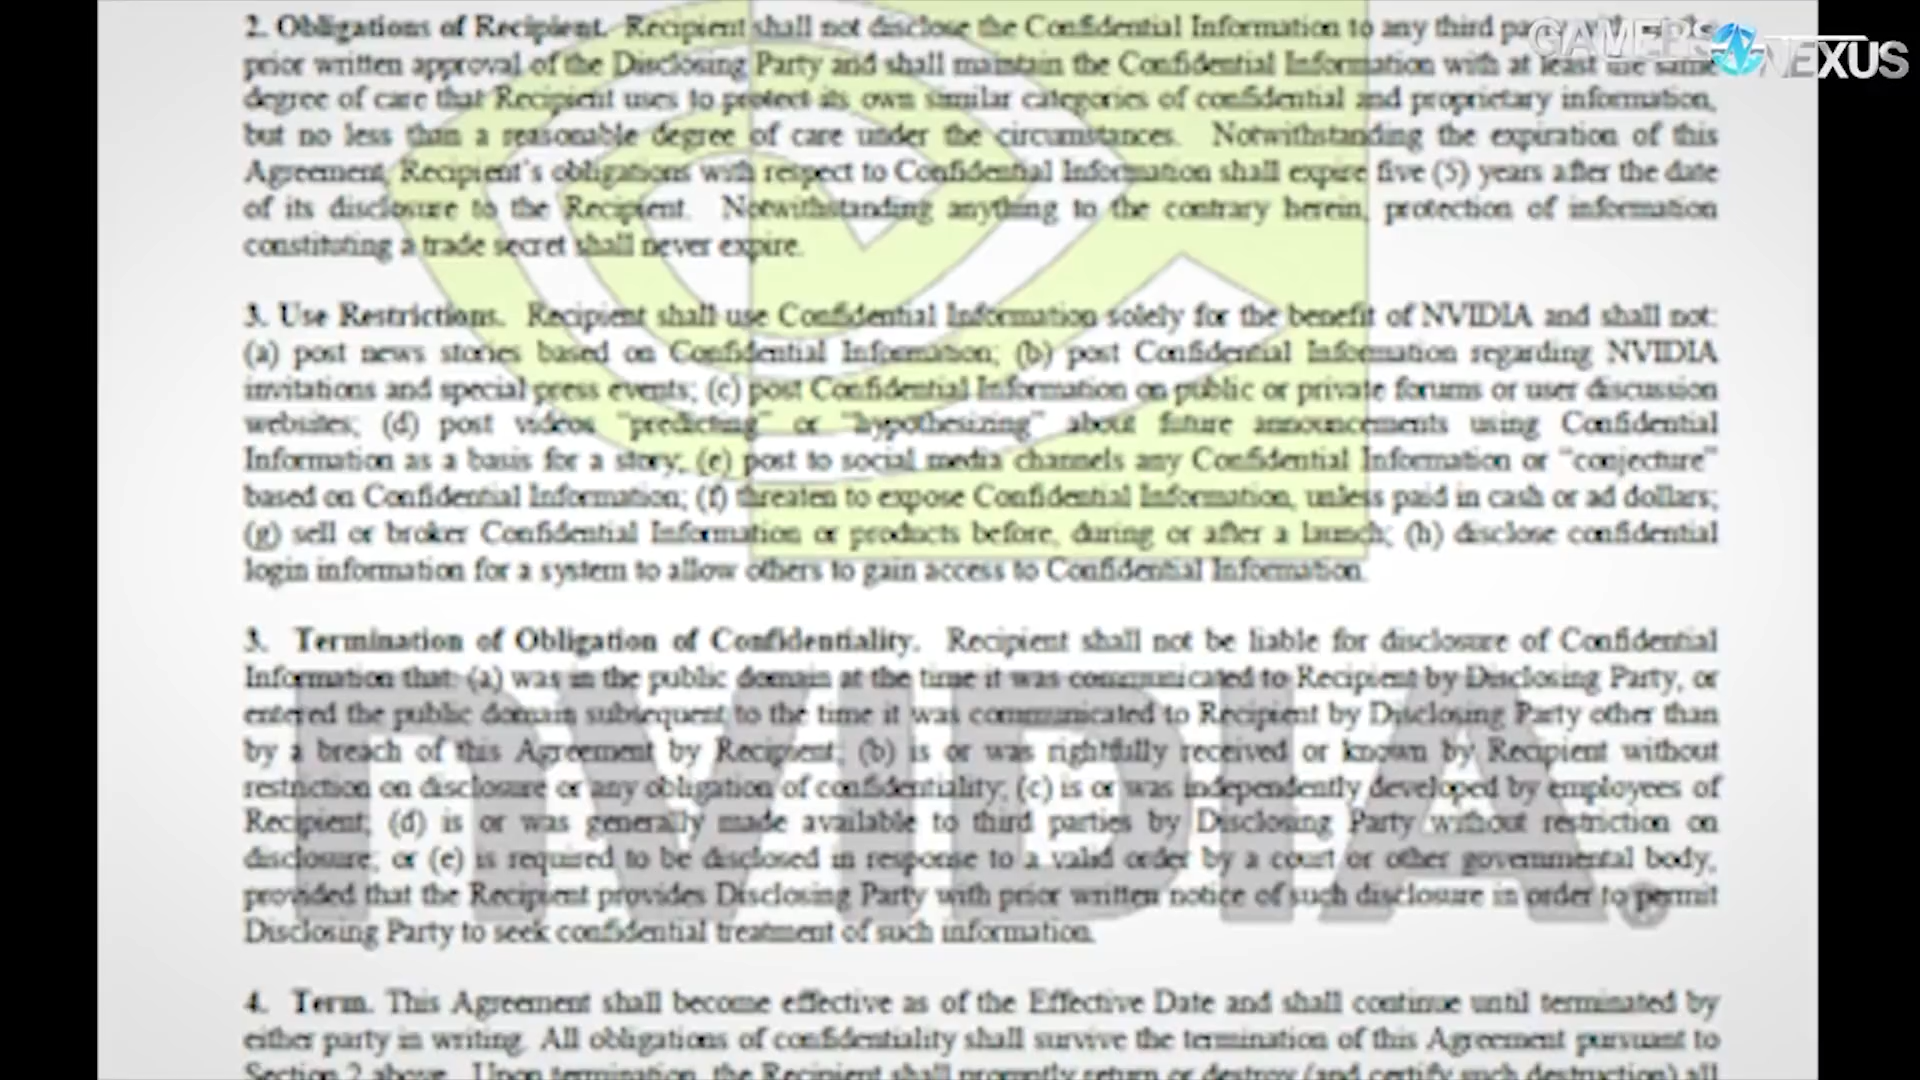 GAMERS NEXUS
2. Obligations of Recipient. Recipient shall not disclose the Confidential Information to any third
prior written approval of the Disclosing Party and shall maintain the Confidential Information with at least the same
degree of care that Recipient uses to protect its own similar categories of confidential and proprietary information,
but no less than a reasonable degree of care under the circumstances. Notwithstanding the expiration of this
Agreement, Recipient's obligations with respect to Confidential Information shall expire five (5) years after the date
of its disclosure to the Recipient. Notwithstanding anything to the contrary herein, protection of information
constituting a trade secret shall never expire.
3. Use Restrictions. Recipient shall use Confidential Information solely for the benefit of NVIDIA and shall not:
(a) post news stories based on Confidential Information; (b) post Confidential Information regarding NVIDIA
invitations and special press events; (c) post Confidential Information on public or private forums or user discussion
websites; (d) post videos "predicting" or "hypothesizing" about future announcements using Confidential
Information as a basis for a story; (e) post to social media channels any Confidential Information or "conjecture"
based on Confidential Information; (f) threaten to expose Confidential Information, unless paid in cash or ad dollars;
(g) sell or broker Confidential Information or products before, during or after a launch; (h) disclose confidential
login information for a system to allow others to gain access to Confidential Information.
3. Termination of Obligation of Confidentiality. Recipient shall not be liable for disclosure of Confidential
Information that: (a) was in the public domain at the time it was communicated to Recipient by Disclosing Party, or
entered the public domain subsequent to the time it was communicated to Recipient by Disclosing Party other than
by a breach of this Agreement by Recipient; (b) is or was rightfully received or known by Recipient without
restriction on disclosure or any obligation of confidentiality; (c) is or was independently developed by employees of
Recipient; (d) is or was generally made available to third parties by Disclosing Party without restriction on
disclosure; or (e) is required to be disclosed in response to a valid order by a court or other governmental body,
provided that the Recipient provides Disclosing Party with prior written notice of such disclosure in order to permit
Disclosing Party to seek confidential treatment of such information.
nVIDIA.
4. Term. This Agreement shall become effective as of the Effective Date and shall continue until terminated by
either party in writing. All obligations of confidentiality shall survive the termination of this Agreement pursuant to
Section 2 above. Upon termination, the Recipient shall promptly return or destroy (and certify such destruction) all